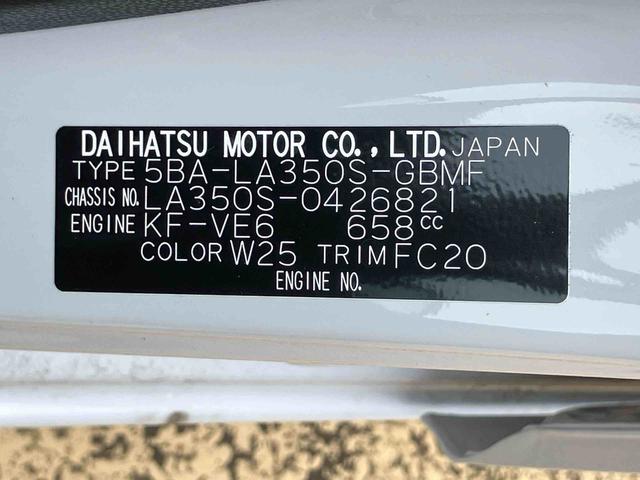 DAIHATSU MOTOR CO., LTD. JAPAN
TYPE 5BA-LA350S-GBMF
CHASSIS NO. LA350S-0426821
ENGINE KF-VE6 658cc
COLOR W25 TRIM FC20
ENGINE NO.